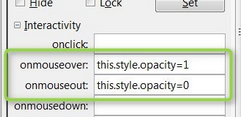 Hide Lock Set
Interactivity
onclick:
onmouseover: this.style.opacity=1
onmouseout: this.style.opacity=0
onmousedown: